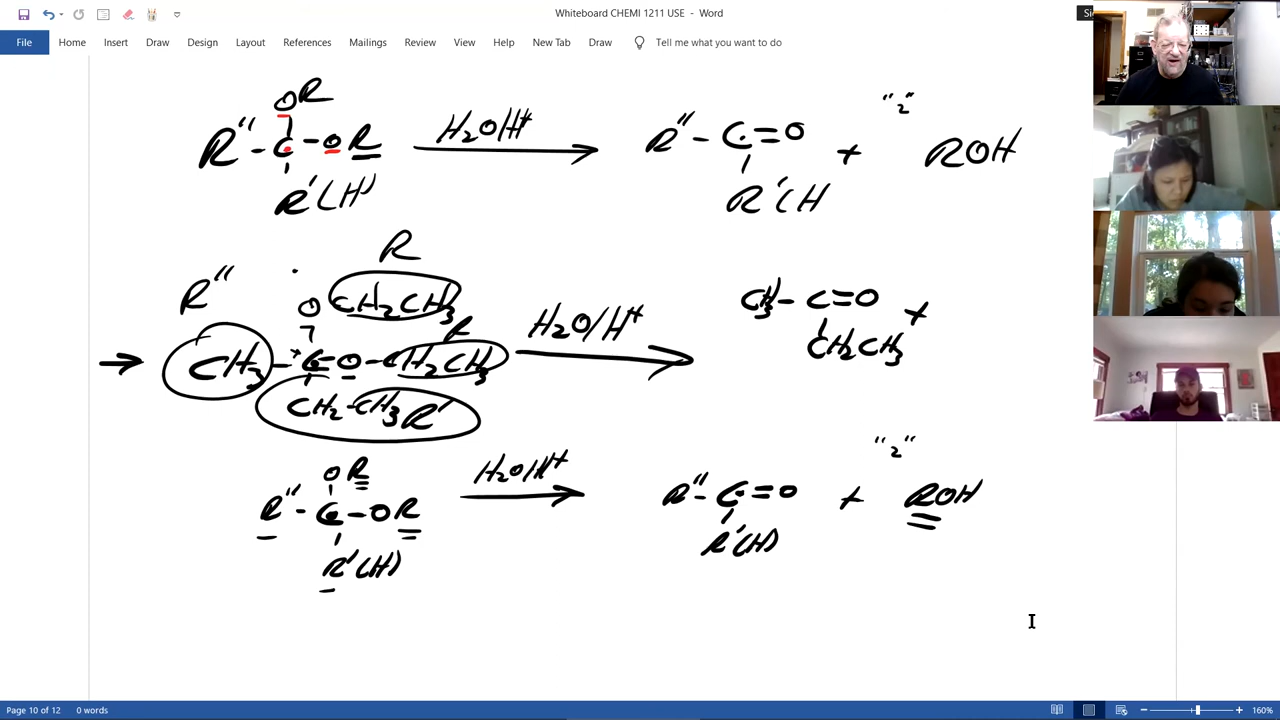 Whiteboard CHEMI 1211 USE - Word
File Home Insert Draw Design Layout References Mailings Review View Help New Tab Draw Tell me what you want to do
OR
R" - C - OR H2O/H+ R" - C = O + "2" ROH
R'(H) R'(H
R
R" O CH2CH3 R
CH3 - C - O - CH2CH3 H2O/H+ CH3 - C = O +
CH2 - CH3 R' CH2CH3
OR
R" - C - OR H2O/H+ R" - C = O + "2" ROH
R'(H) R'(H)
Page 10 of 12 0 words 160%